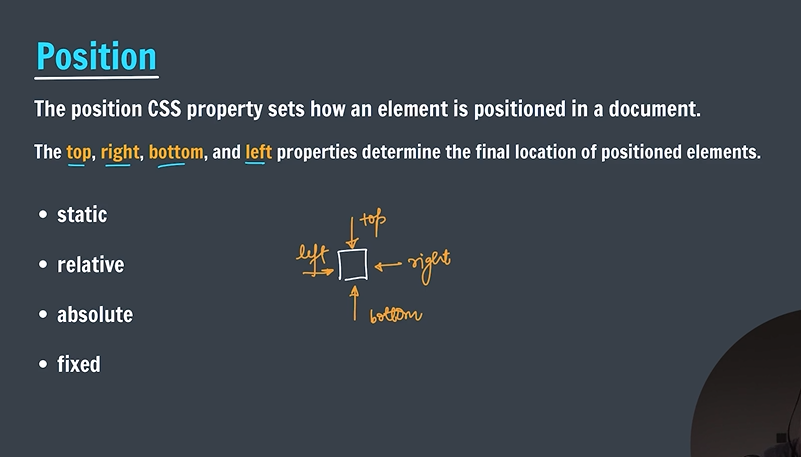 Position
The position CSS property sets how an element is positioned in a document.
The top, right, bottom, and left properties determine the final location of positioned elements.
• static
• relative
• absolute
• fixed
top
left
right
bottom